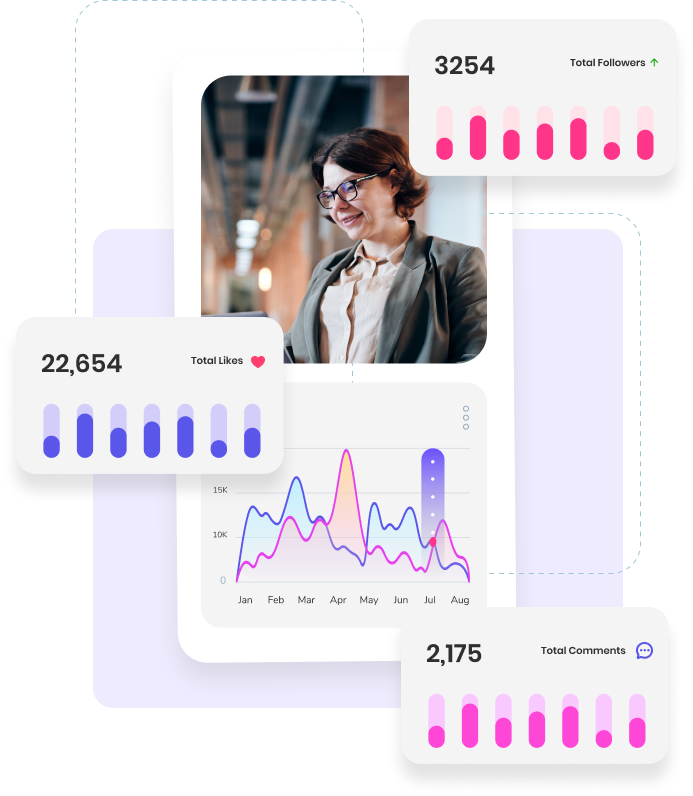 3254
Total Followers
22,654
Total Likes
15K
10K
0
Jan Feb Mar Apr May Jun Jul Aug
2,175
Total Comments